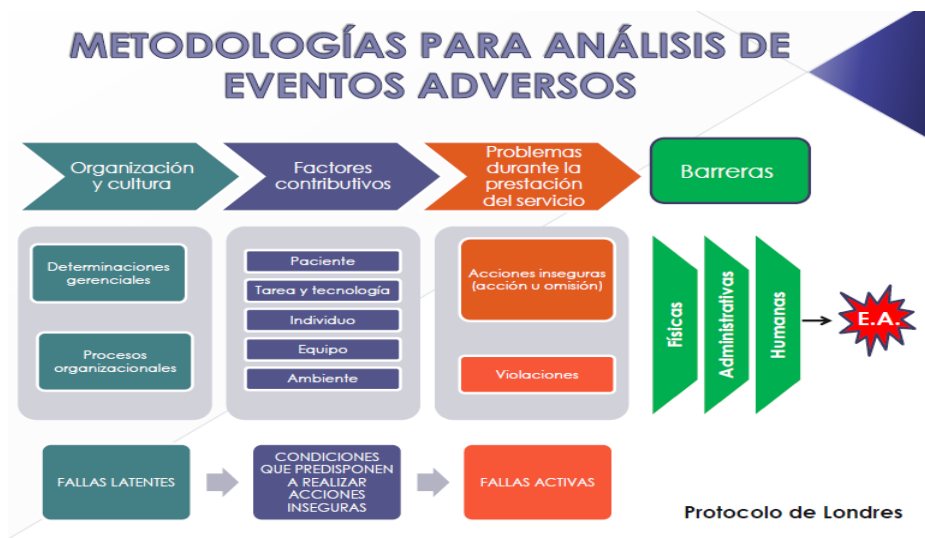 METODOLOGÍAS PARA ANÁLISIS DE
EVENTOS ADVERSOS
Organización
y cultura
Factores
contributivos
Problemas
durante la
prestación
del servicio
Barreras
Determinaciones
gerenciales
Procesos
organizacionales
Paciente
Tarea y tecnología
Individuo
Equipo
Ambiente
Acciones inseguras
(acción u omisión)
Violaciones
Físicas
Administrativas
Humanas
E.A.
FALLAS LATENTES
CONDICIONES
QUE PREDISPONEN
A REALIZAR
ACCIONES
INSEGURAS
FALLAS ACTIVAS
Protocolo de Londres